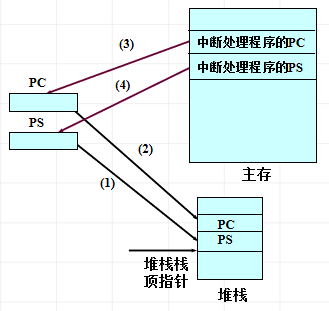 中断处理程序的PC
(3)
中断处理程序的PS
(4)
PC
PS
(2)
主存
(1)
PC
PS
堆栈栈
顶指针
堆栈